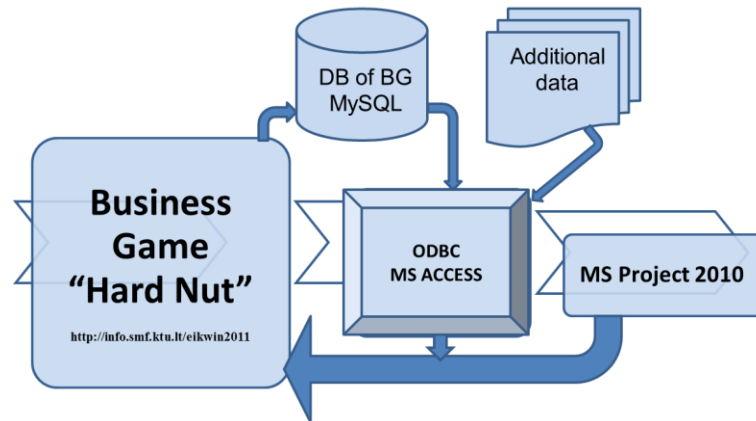 DB of BG
MySQL
Additional
data
Business
Game
“Hard Nut”
http://info.smf.ktu.lt/eikwin2011
ODBC
MS ACCESS
MS Project 2010